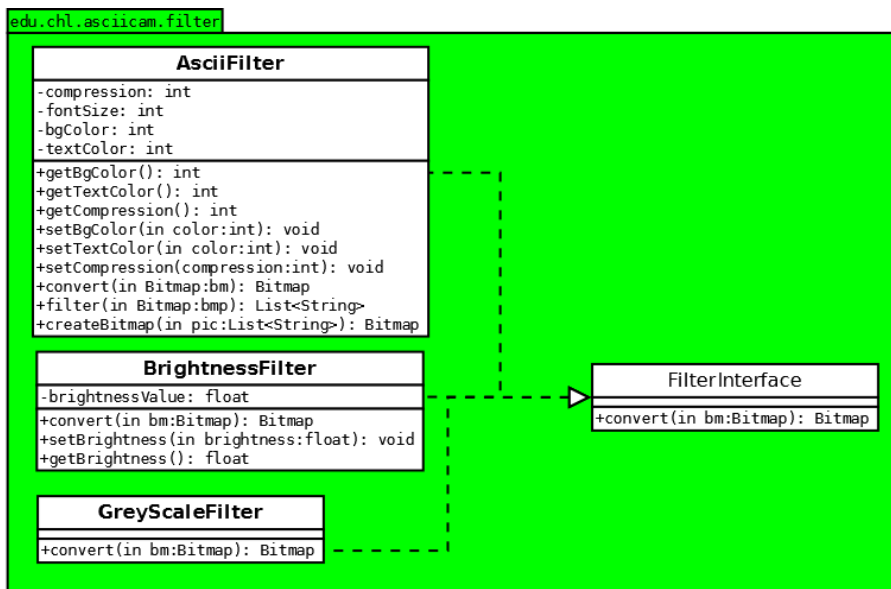 edu.chl.asciicam.filter
AsciiFilter
-compression: int
-fontSize: int
-bgColor: int
-textColor: int
+getBgColor(): int
+getTextColor(): int
+getCompression(): int
+setBgColor(in color:int): void
+setTextColor(in color:int): void
+setCompression(compression:int): void
+convert(in Bitmap:bm): Bitmap
+filter(in Bitmap:bmp): List<String>
+createBitmap(in pic:List<String>): Bitmap
BrightnessFilter
-brightnessValue: float
+convert(in bm:Bitmap): Bitmap
+setBrightness(in brightness:float): void
+getBrightness(): float
GreyScaleFilter
+convert(in bm:Bitmap): Bitmap
FilterInterface
+convert(in bm:Bitmap): Bitmap